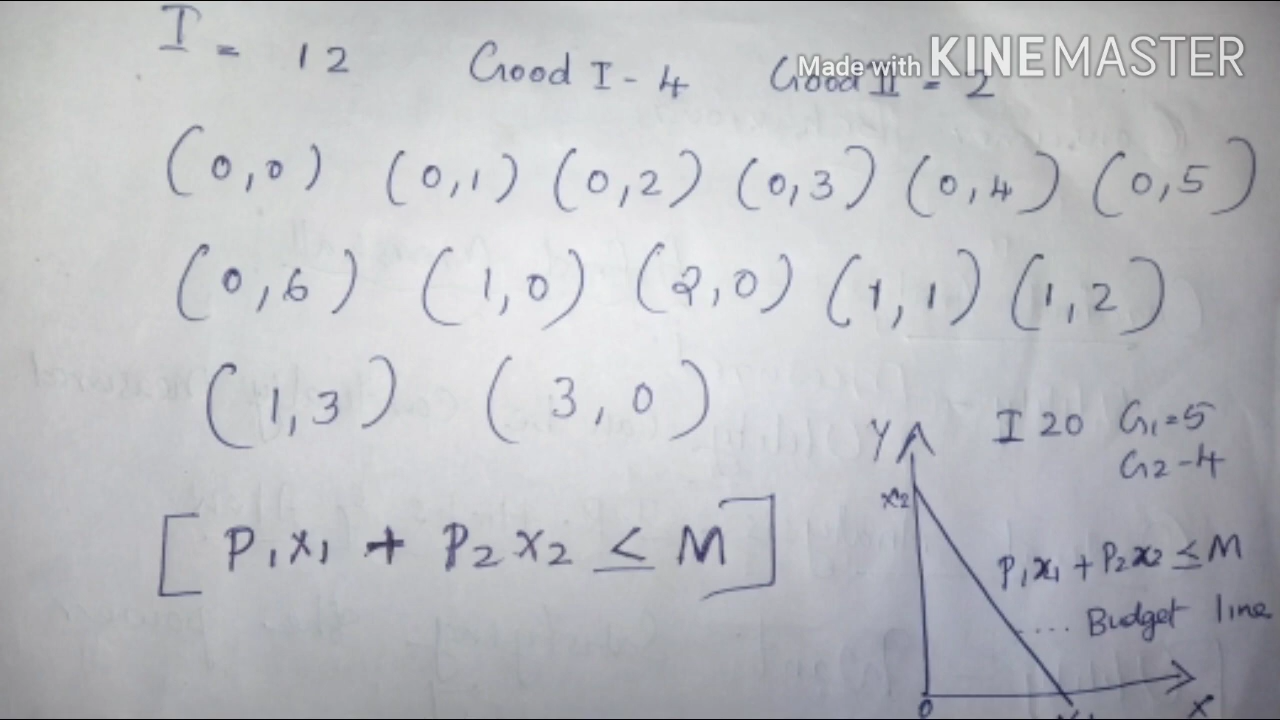 I = 12 Good I - 4 Good II = 2
Made with KINEMASTER
(0,0) (0,1) (0,2) (0,3) (0,4) (0,5)
(0,6) (1,0) (2,0) (1,1) (1,2)
(1,3) (3,0)
I 20 G1=5
G2-4
Y
x2
[P1x1 + P2x2 ≤ M]
P1x1 + P2x2 ≤ M
.... Budget line
0 X